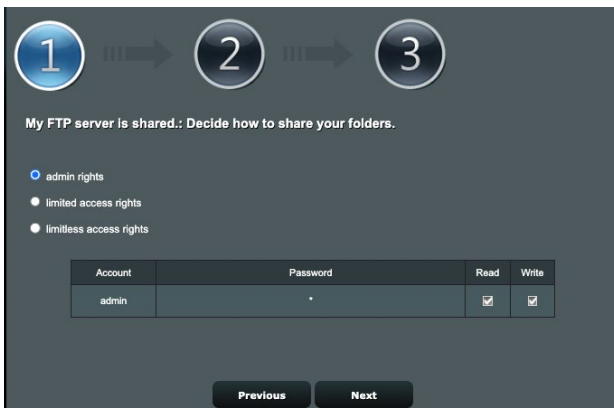 1 2 3
My FTP server is shared.: Decide how to share your folders.
admin rights
limited access rights
limitless access rights
Account Password Read Write
admin *
Previous Next